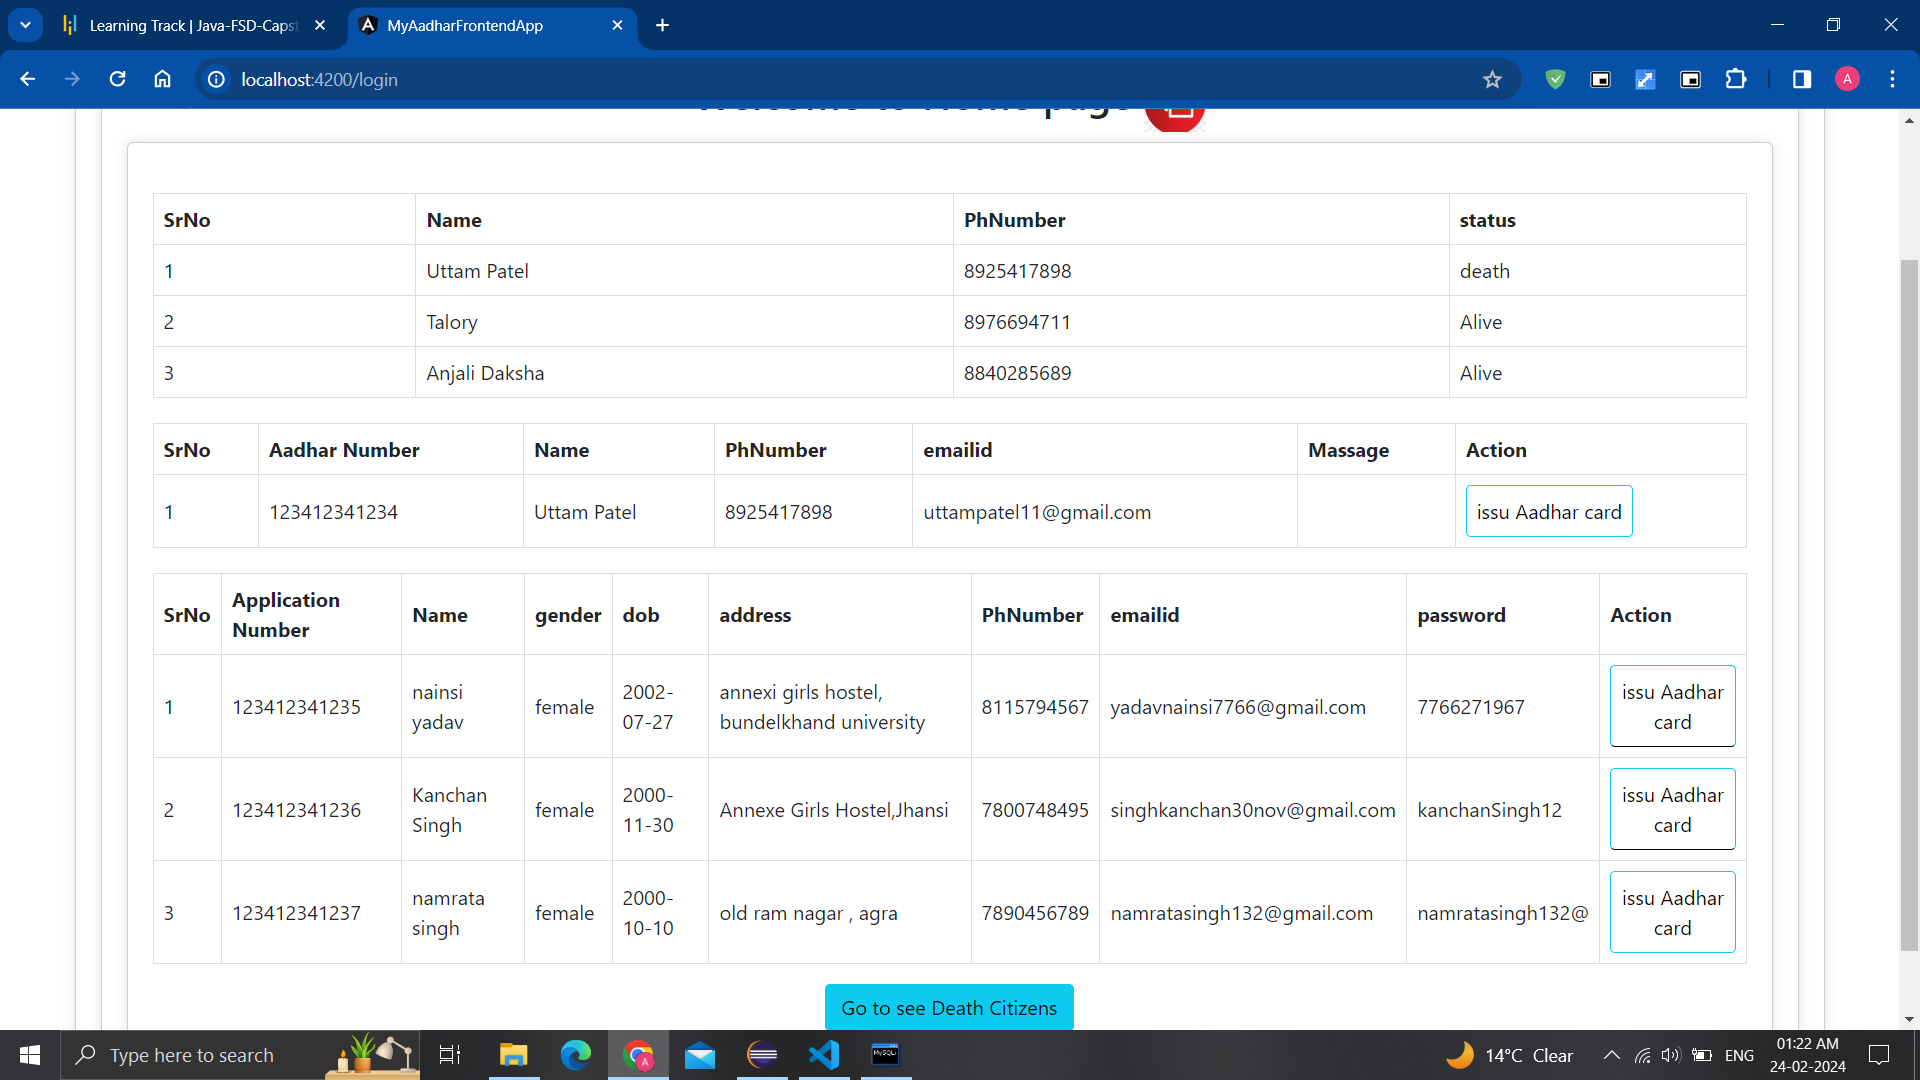 Learning Track | Java-FSD-Capst
MyAadharFrontendApp
localhost:4200/login
A
Welcome to Home page
SrNo Name PhNumber status
1 Uttam Patel 8925417898 death
2 Talory 8976694711 Alive
3 Anjali Daksha 8840285689 Alive
SrNo Aadhar Number Name PhNumber emailid Massage Action
1 123412341234 Uttam Patel 8925417898 uttampatel11@gmail.com issu Aadhar card
SrNo Application Number Name gender dob address PhNumber emailid password Action
1 123412341235 nainsi yadav female 2002-07-27 annexi girls hostel, bundelkhand university 8115794567 yadavnainsi7766@gmail.com 7766271967 issu Aadhar card
2 123412341236 Kanchan Singh female 2000-11-30 Annexe Girls Hostel,Jhansi 7800748495 singhkanchan30nov@gmail.com kanchanSingh12 issu Aadhar card
3 123412341237 namrata singh female 2000-10-10 old ram nagar , agra 7890456789 namratasingh132@gmail.com namratasingh132@ issu Aadhar card
Go to see Death Citizens
Type here to search
14°C Clear
ENG
01:22 AM
24-02-2024